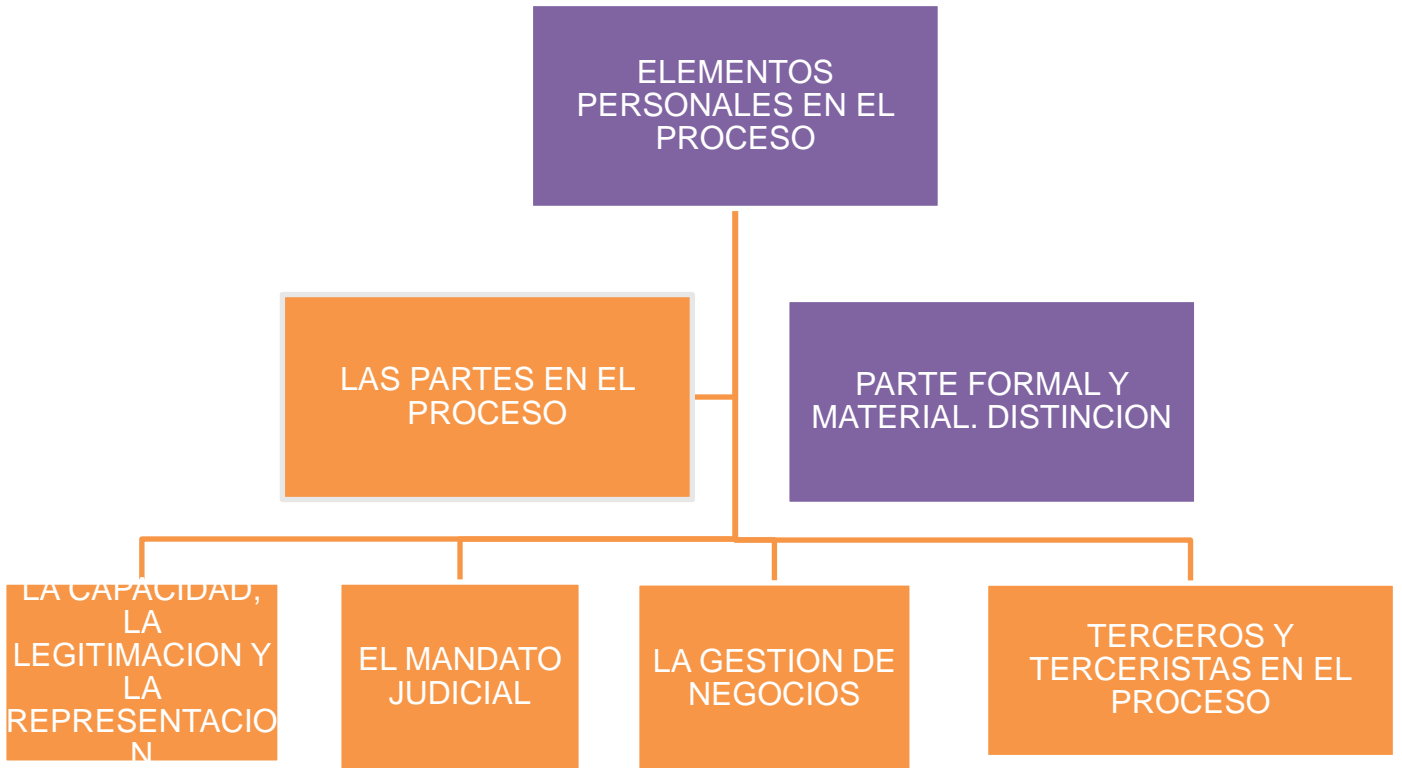 ELEMENTOS
PERSONALES EN EL
PROCESO
LAS PARTES EN EL
PROCESO
PARTE FORMAL Y
MATERIAL. DISTINCION
LA CAPACIDAD,
LA
LEGITIMACION Y
LA
REPRESENTACIO
N
EL MANDATO
JUDICIAL
LA GESTION DE
NEGOCIOS
TERCEROS Y
TERCERISTAS EN EL
PROCESO